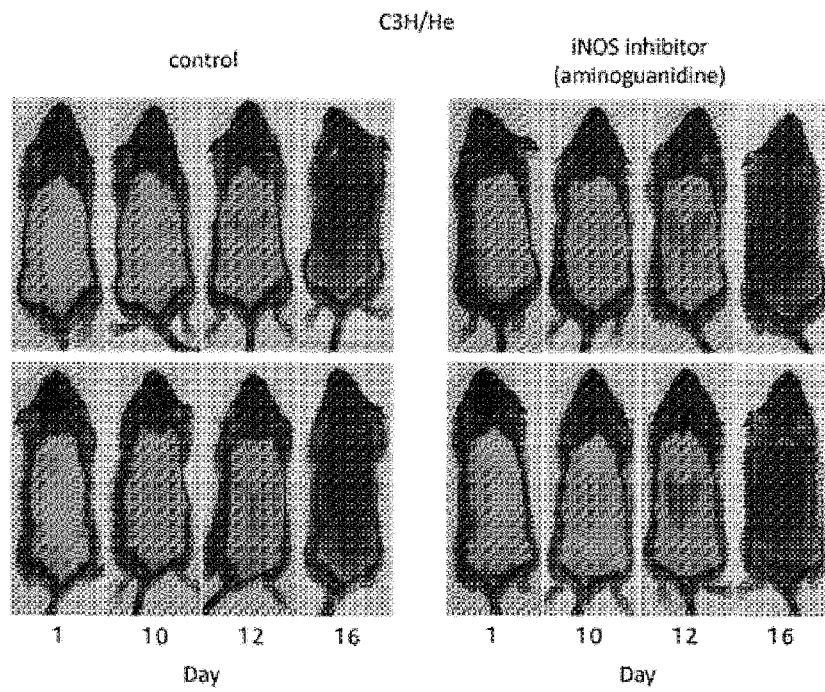 C3H/He
control
iNOS inhibitor
(aminoguanidine)
1 10 12 16
1 10 12 16
Day
Day